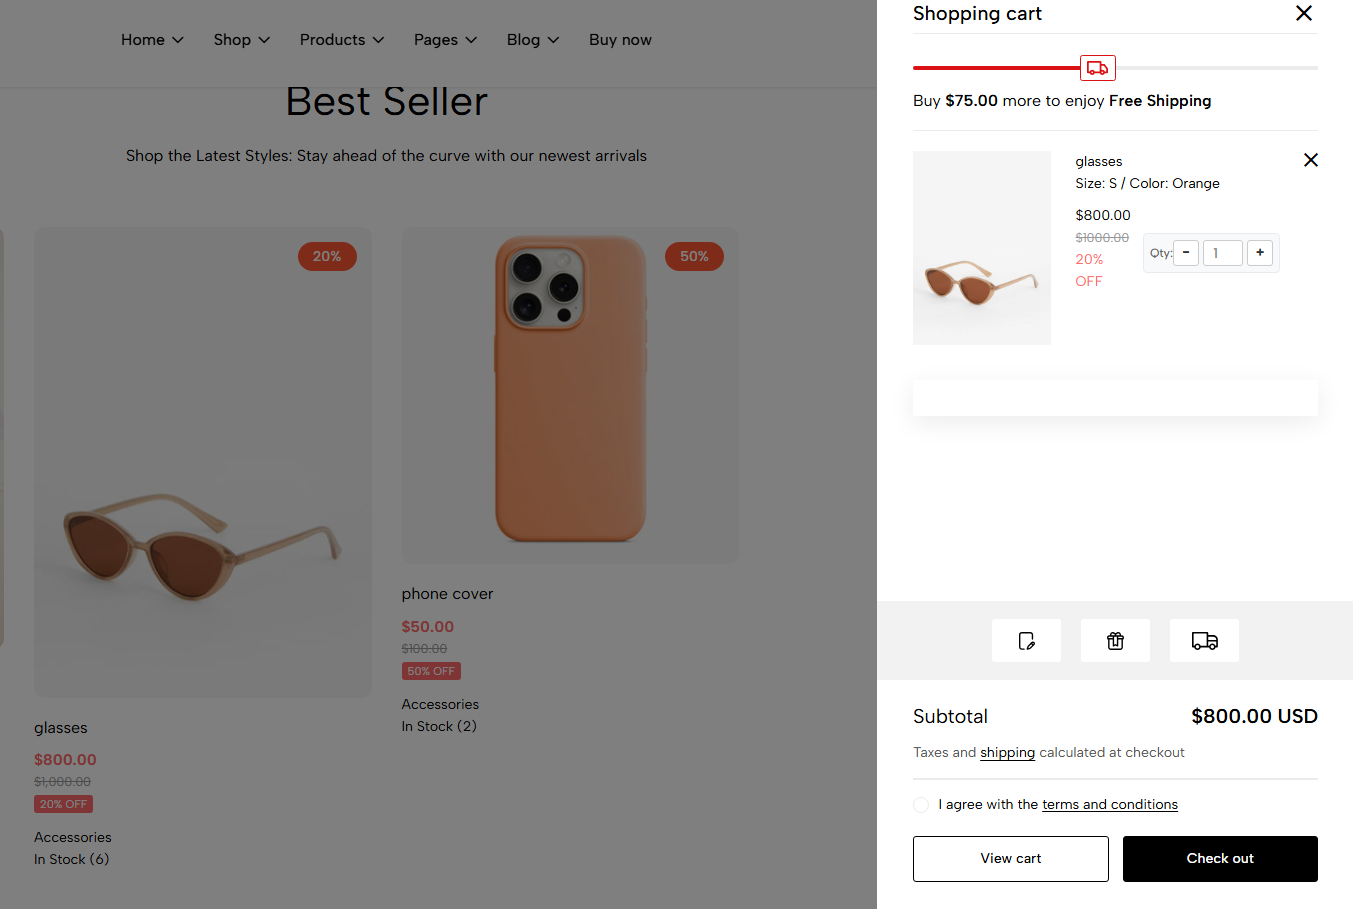 Home
Shop
Products
Pages
Blog
Buy now
Best Seller
Shop the Latest Styles: Stay ahead of the curve with our newest arrivals
20%
glasses
$800.00
$1,000.00
20% OFF
Accessories
In Stock (6)
50%
phone cover
$50.00
$100.00
50% OFF
Accessories
In Stock (2)
Shopping cart
Buy $75.00 more to enjoy Free Shipping
glasses
Size: S / Color: Orange
$800.00
$1000.00
20%
OFF
Qty: - 1 +
Subtotal $800.00 USD
Taxes and shipping calculated at checkout
I agree with the terms and conditions
View cart
Check out